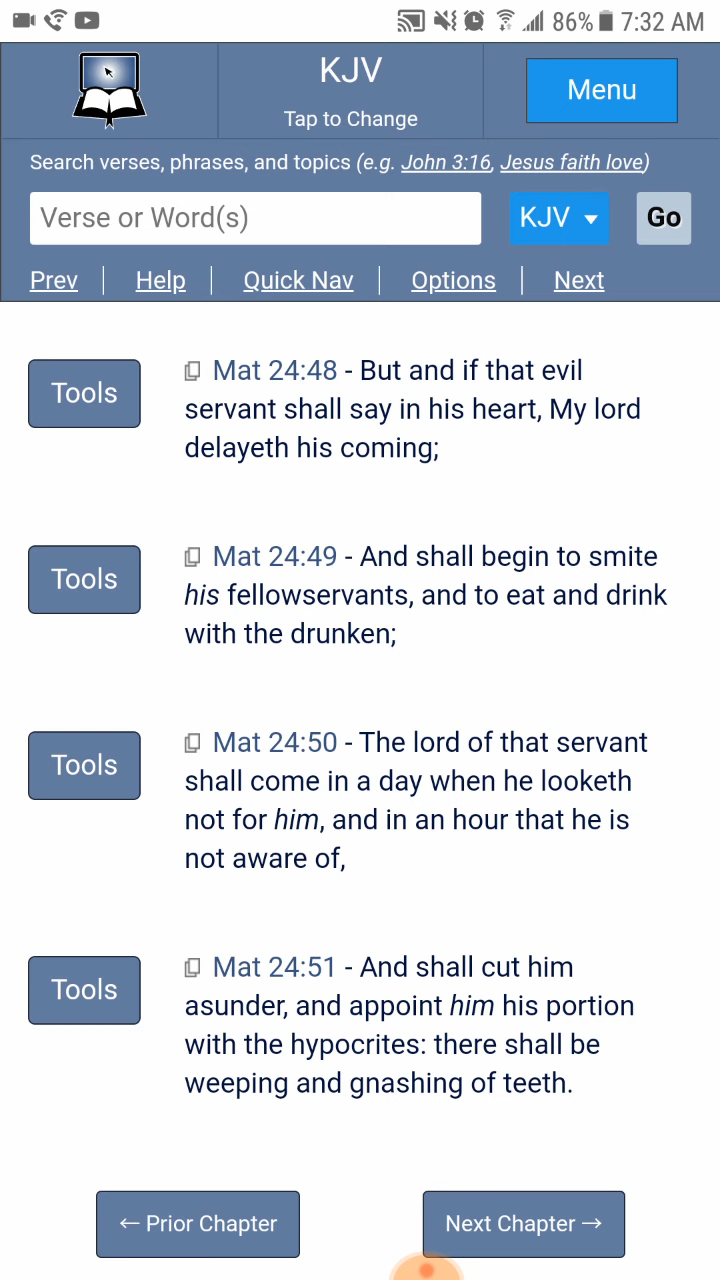 86% 7:32 AM
KJV
Tap to Change
Menu
Search verses, phrases, and topics (e.g. John 3:16, Jesus faith love)
Verse or Word(s)
KJV
Go
Prev
Help
Quick Nav
Options
Next
Tools
Mat 24:48 - But and if that evil
servant shall say in his heart, My lord
delayeth his coming;
Tools
Mat 24:49 - And shall begin to smite
his fellowservants, and to eat and drink
with the drunken;
Tools
Mat 24:50 - The lord of that servant
shall come in a day when he looketh
not for him, and in an hour that he is
not aware of,
Tools
Mat 24:51 - And shall cut him
asunder, and appoint him his portion
with the hypocrites: there shall be
weeping and gnashing of teeth.
← Prior Chapter
Next Chapter →